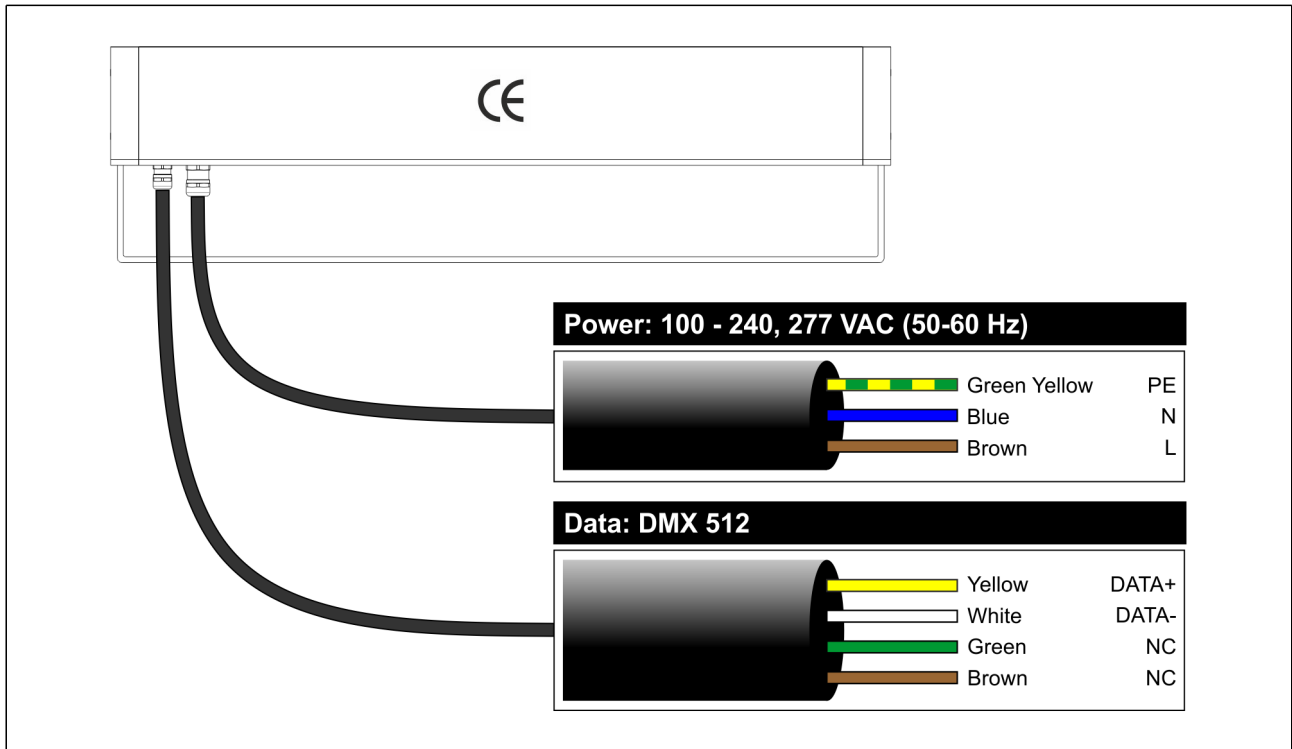 CE
Power: 100 - 240, 277 VAC (50-60 Hz)
Green Yellow PE
Blue N
Brown L
Data: DMX 512
Yellow DATA+
White DATA-
Green NC
Brown NC